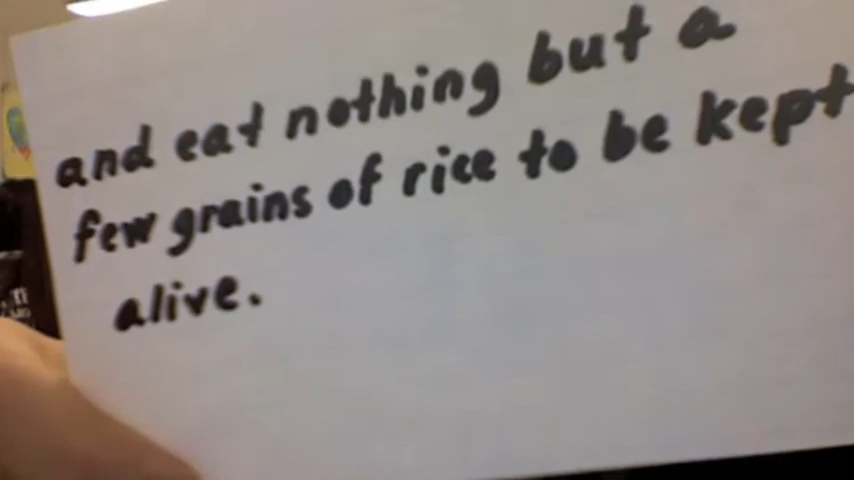 and eat nothing but a
few grains of rice to be kept
alive.